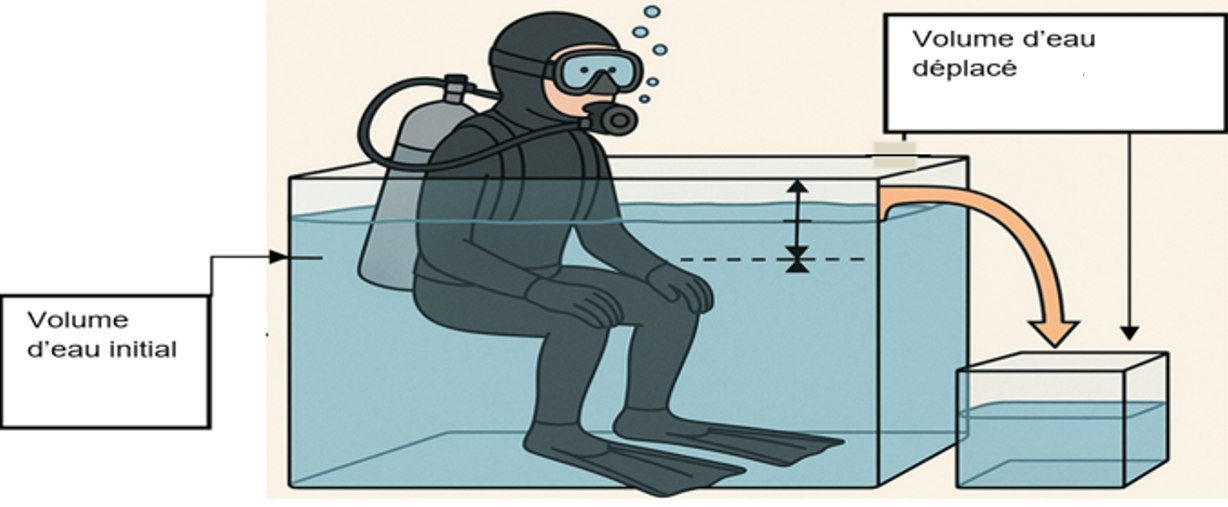 Volume d'eau
déplacé
Volume
d'eau initial